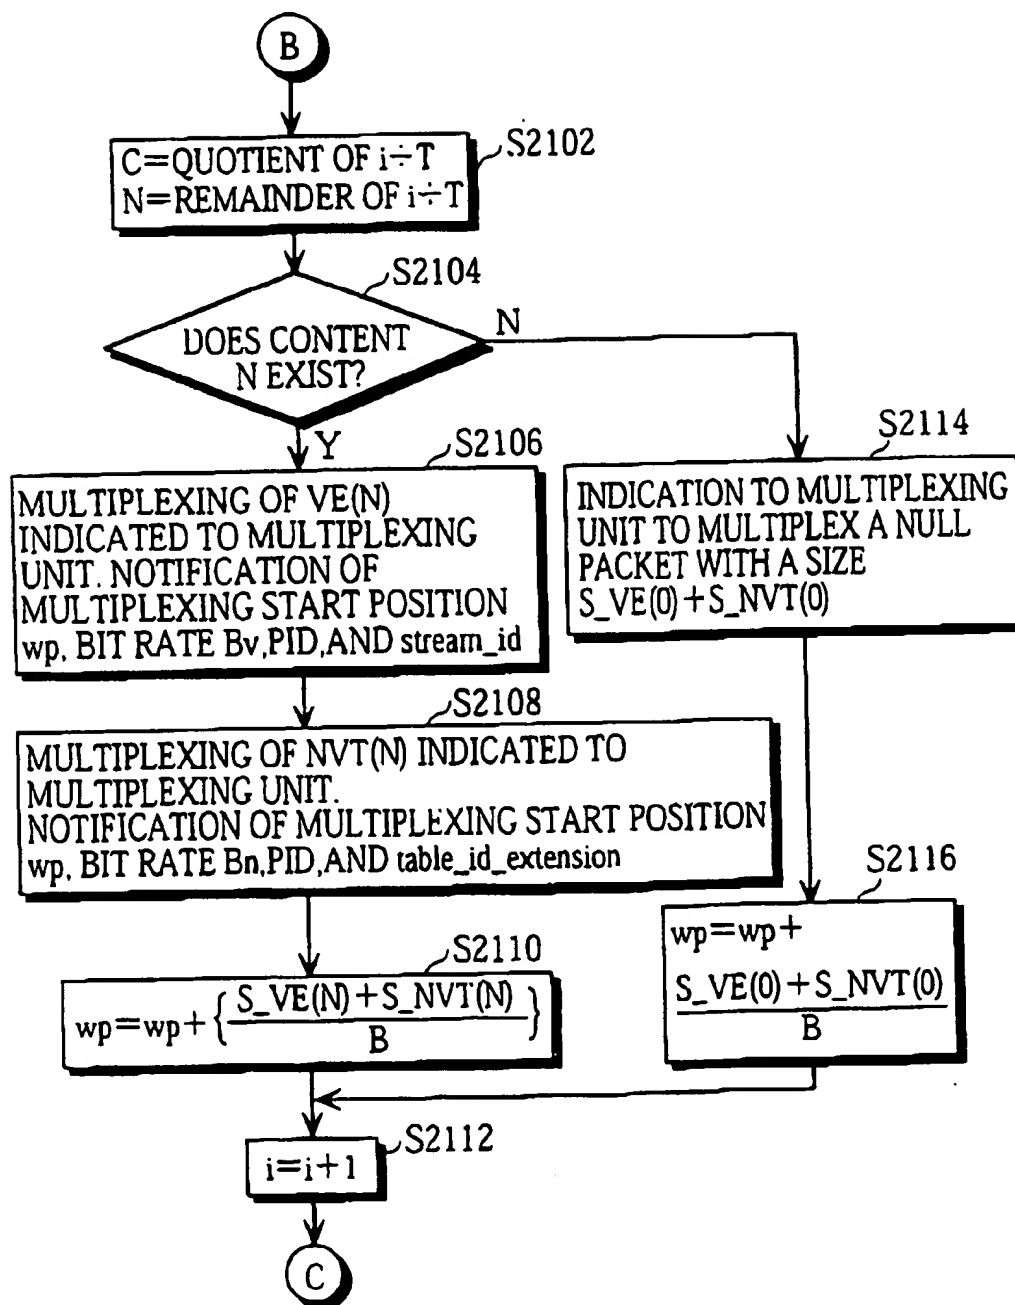 B
S2102
C=QUOTIENT OF i÷T
N=REMAINDER OF i÷T
S2104
DOES CONTENT
N EXIST?
N
Y
S2106
MULTIPLEXING OF VE(N)
INDICATED TO MULTIPLEXING
UNIT. NOTIFICATION OF
MULTIPLEXING START POSITION
wp, BIT RATE Bv,PID,AND stream_id
S2114
INDICATION TO MULTIPLEXING
UNIT TO MULTIPLEX A NULL
PACKET WITH A SIZE
S_VE(0)+S_NVT(0)
S2108
MULTIPLEXING OF NVT(N) INDICATED TO
MULTIPLEXING UNIT.
NOTIFICATION OF MULTIPLEXING START POSITION
wp, BIT RATE Bn,PID,AND table_id_extension
S2110
wp=wp+{S_VE(N)+S_NVT(N)
B}
S2116
wp=wp+
S_VE(0)+S_NVT(0)
B
S2112
i=i+1
C